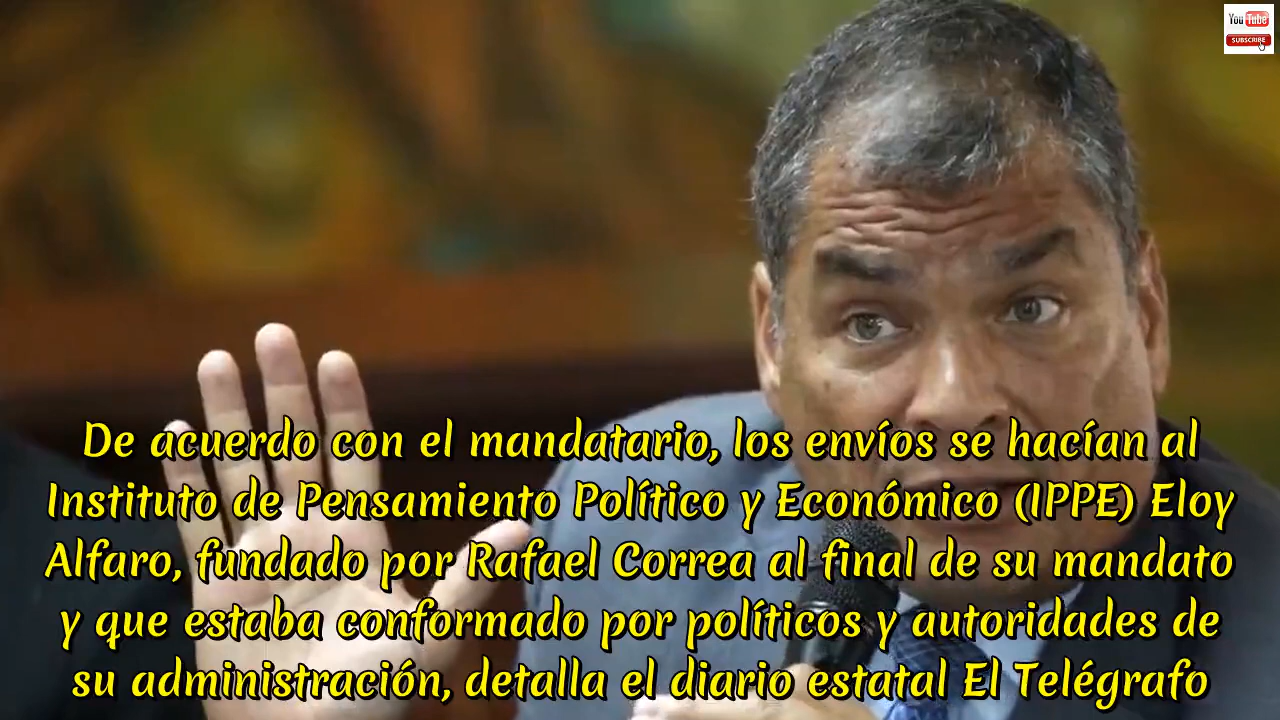 You Tube
SUBSCRIBE
De acuerdo con el mandatario, los envíos se hacían al
Instituto de Pensamiento Político y Económico (IPPE) Eloy
Alfaro, fundado por Rafael Correa al final de su mandato
y que estaba conformado por políticos y autoridades de
su administración, detalla el diario estatal El Telégrafo